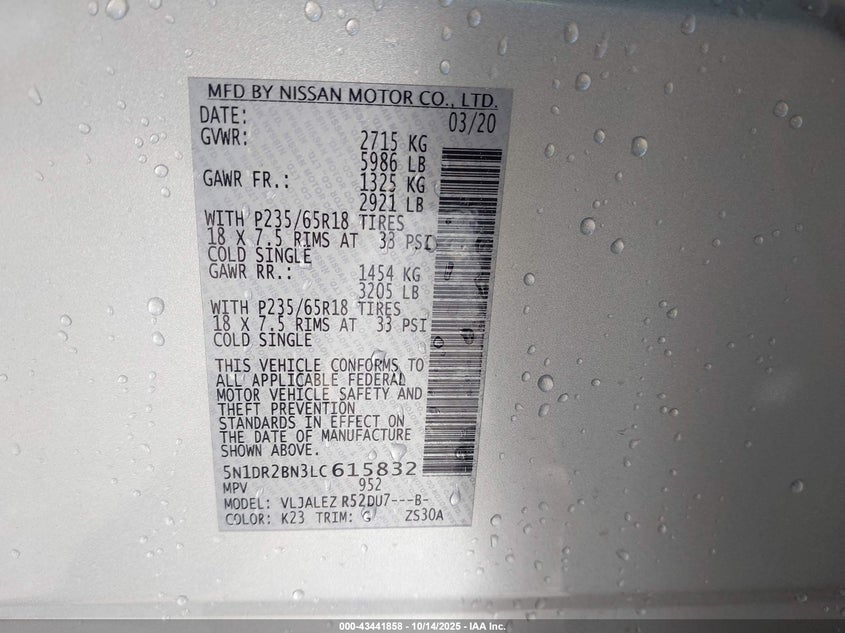 MFD BY NISSAN MOTOR CO., LTD.
DATE: 03/20
GVWR: 2715 KG
5986 LB
GAWR FR.: 1325 KG
2921 LB
WITH P235/65R18 TIRES
18 X 7.5 RIMS AT 33 PSI
COLD SINGLE
GAWR RR.: 1454 KG
3205 LB
WITH P235/65R18 TIRES
18 X 7.5 RIMS AT 33 PSI
COLD SINGLE
THIS VEHICLE CONFORMS TO
ALL APPLICABLE FEDERAL
MOTOR VEHICLE SAFETY AND
THEFT PREVENTION
STANDARDS IN EFFECT ON
THE DATE OF MANUFACTURE
SHOWN ABOVE.
5N1DR2BN3LC615832
MPV 952
MODEL: VLJALEZ R52DU7---B-
COLOR: K23 TRIM: G ZS30A
000-43441858 - 10/14/2025 - IAA Inc.